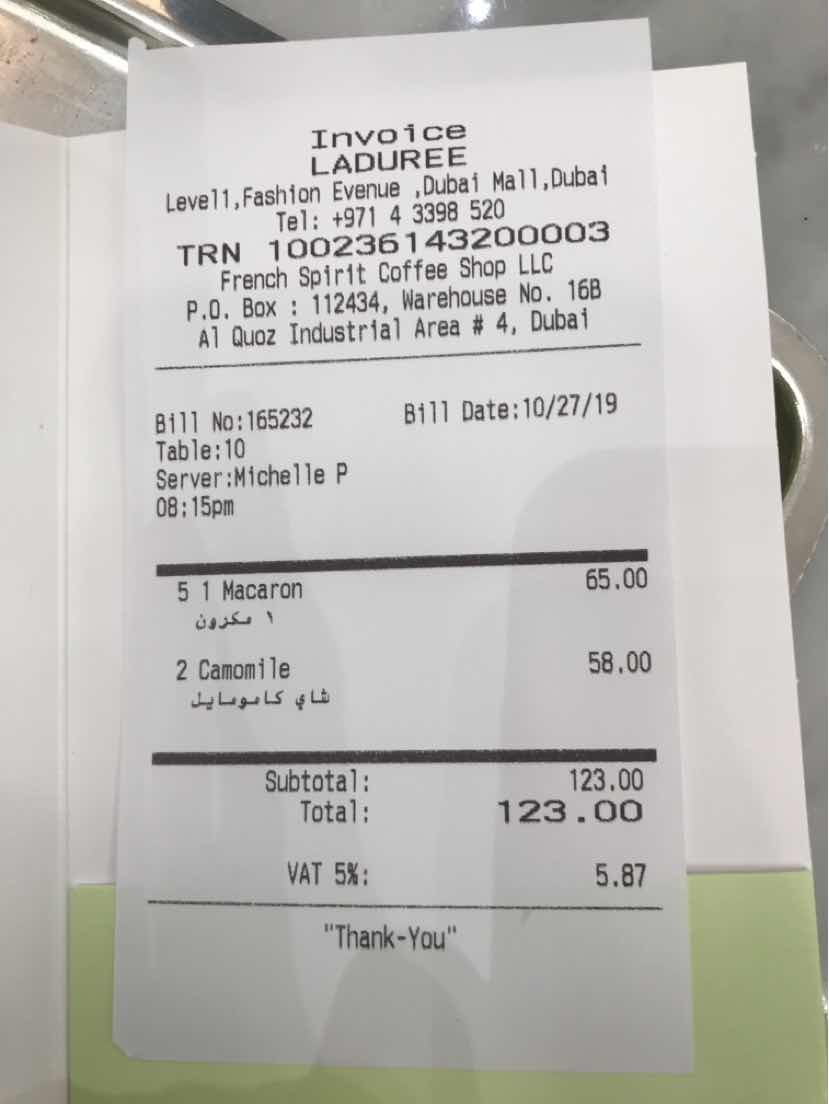 Invoice
LADUREE
Level1,Fashion Evenue ,Dubai Mall,Dubai
Tel: +971 4 3398 520
TRN 100236143200003
French Spirit Coffee Shop LLC
P.O. Box : 112434, Warehouse No. 16B
Al Quoz Industrial Area # 4, Dubai
Bill No:165232 Bill Date:10/27/19
Table:10
Server:Michelle P
08:15pm
5 1 Macaron 65.00
١ مكزون
2 Camomile 58.00
شاي كامومايل
Subtotal: 123.00
Total: 123.00
VAT 5%: 5.87
"Thank-You"